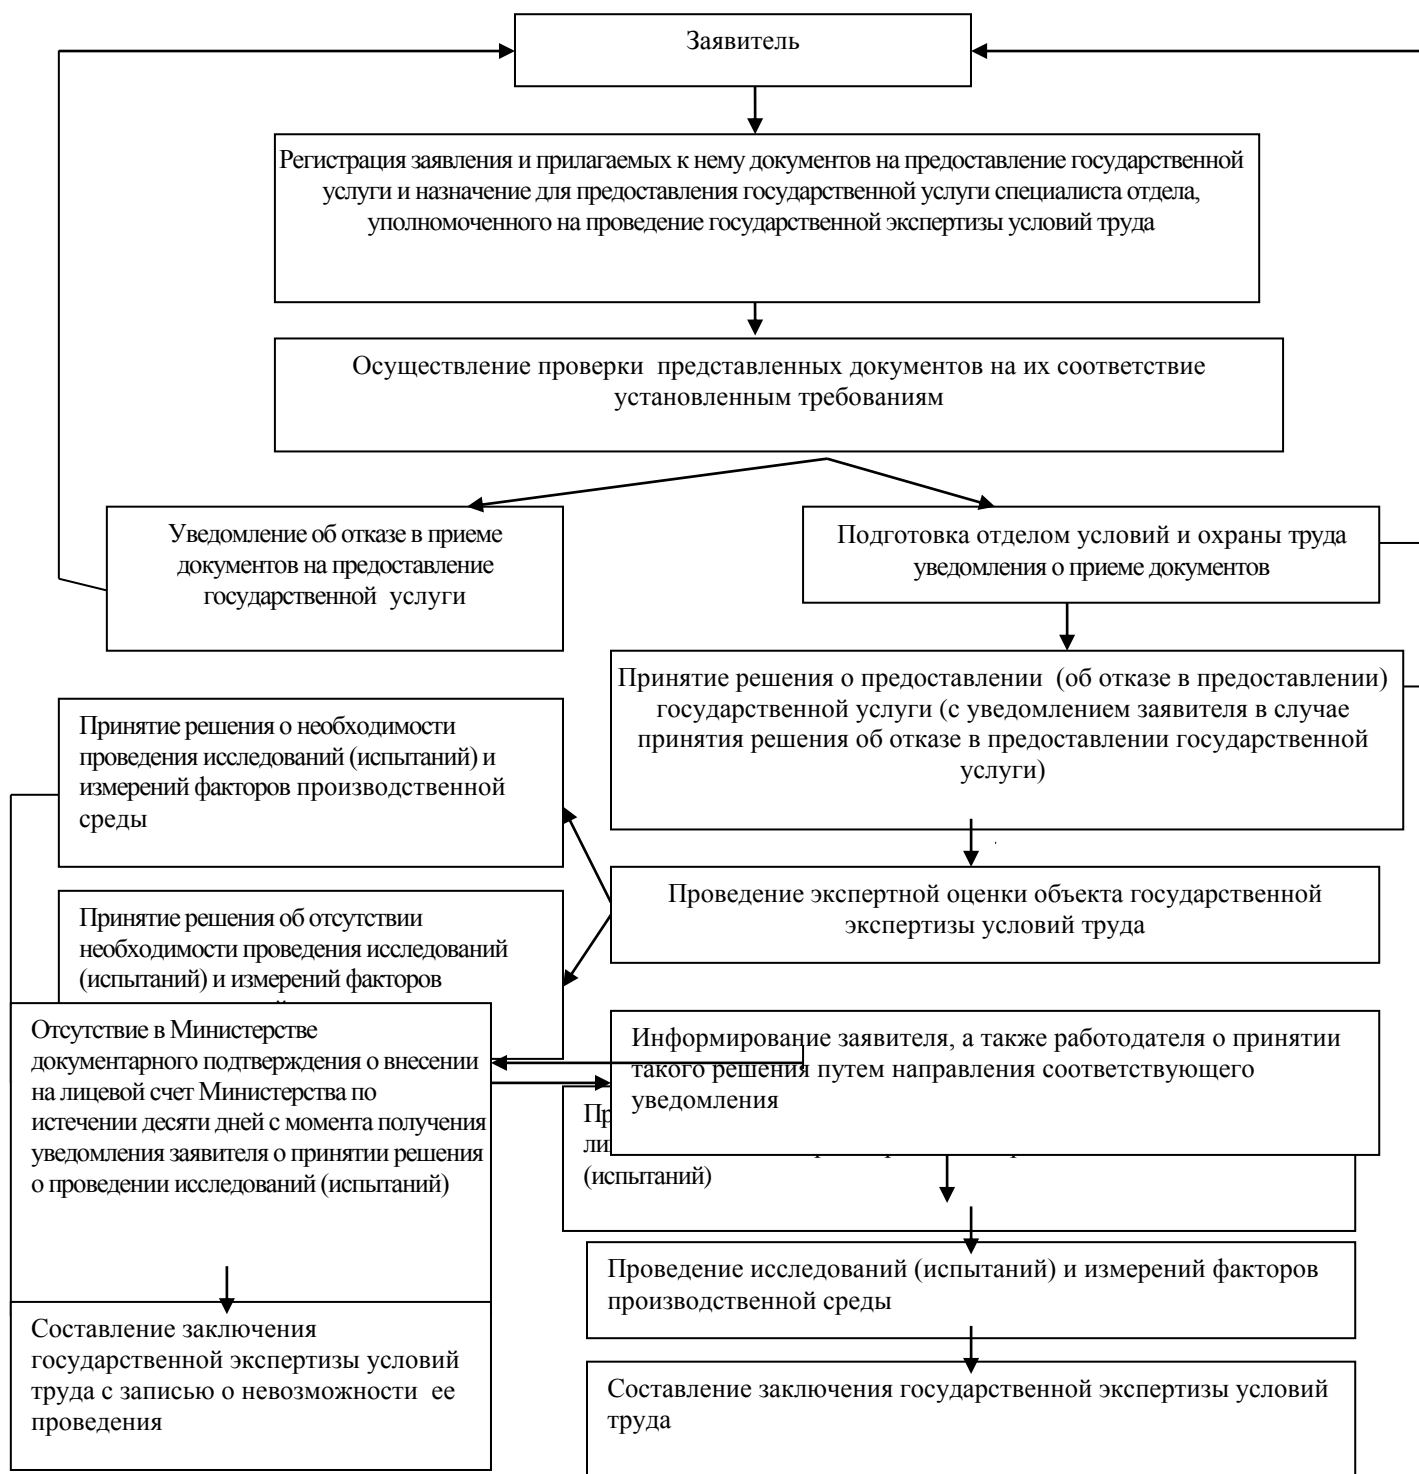 Заявитель
Регистрация заявления и прилагаемых к нему документов на предоставление государственной
услуги и назначение для предоставления государственной услуги специалиста отдела,
уполномоченного на проведение государственной экспертизы условий труда
Осуществление проверки представленных документов на их соответствие
установленным требованиям
Уведомление об отказе в приеме
документов на предоставление
государственной услуги
Подготовка отделом условий и охраны труда
уведомления о приеме документов
Принятие решения о предоставлении (об отказе в предоставлении)
государственной услуги (с уведомлением заявителя в случае
принятия решения об отказе в предоставлении государственной
услуги)
Принятие решения о необходимости
проведения исследований (испытаний) и
измерений факторов производственной
среды
Проведение экспертной оценки объекта государственной
экспертизы условий труда
Принятие решения об отсутствии
необходимости проведения исследований
(испытаний) и измерений факторов
Отсутствие в Министерстве
документарного подтверждения о внесении
на лицевой счет Министерства по
истечении десяти дней с момента получения
уведомления заявителя о принятии решения
о проведении исследований (испытаний)
Информирование заявителя, а также работодателя о принятии
такого решения путем направления соответствующего
уведомления
(испытаний)
Проведение исследований (испытаний) и измерений факторов
производственной среды
Составление заключения
государственной экспертизы условий
труда с записью о невозможности ее
проведения
Составление заключения государственной экспертизы условий
труда